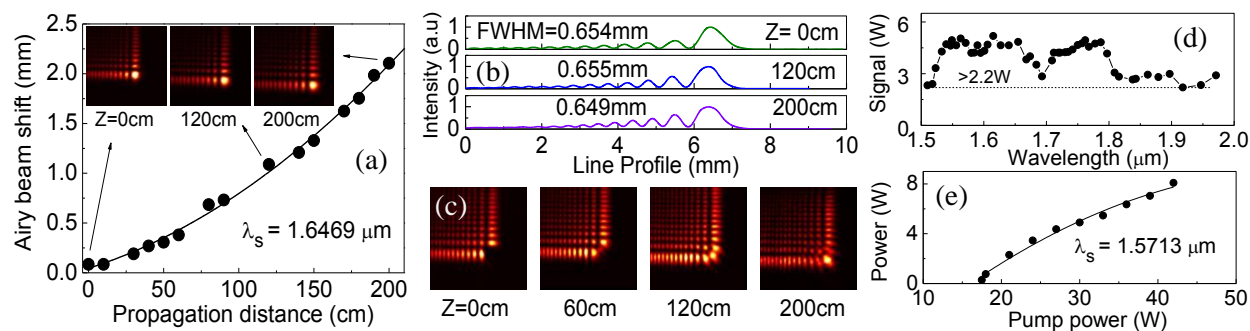 Airy beam shift (mm)
2.5
2.0
1.5
1.0
0.5
0.0
Z=0cm
120cm
200cm
(a)
λs = 1.6469 μm
0 50 100 150 200
Propagation distance (cm)
Intensity (a.u)
1
0
1
0
1
0
FWHM=0.654mm Z= 0cm
(b) 0.655mm 120cm
0.649mm 200cm
0 2 4 6 8 10
Line Profile (mm)
(c)
Z=0cm 60cm 120cm 200cm
Signal (W)
6
3
0
(d)
>2.2W
1.5 1.6 1.7 1.8 1.9 2.0
Wavelength (μm)
Power (W)
8
4
0
(e)
λs = 1.5713 μm
10 20 30 40 50
Pump power (W)